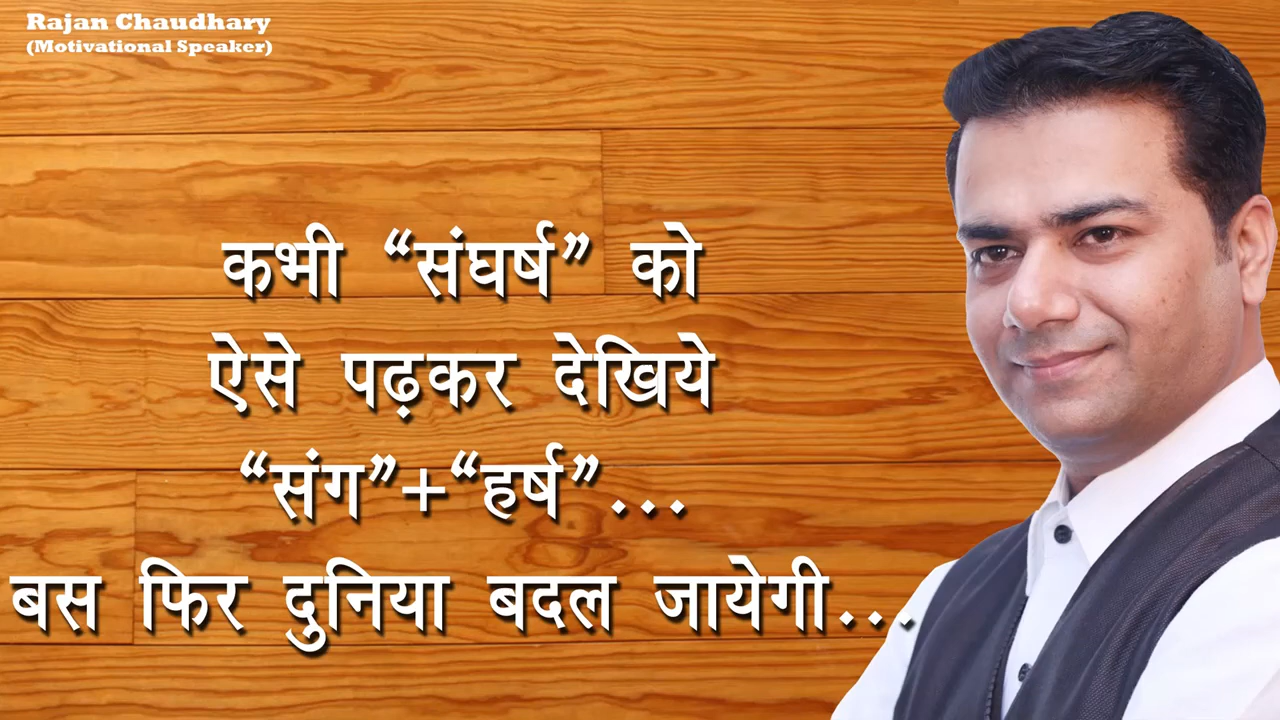 Rajan Chaudhary
(Motivational Speaker)
कभी “संघर्ष” को
ऐसे पढ़कर देखिये
“संग”+“हर्ष”...
बस फिर दुनिया बदल जायेगी...